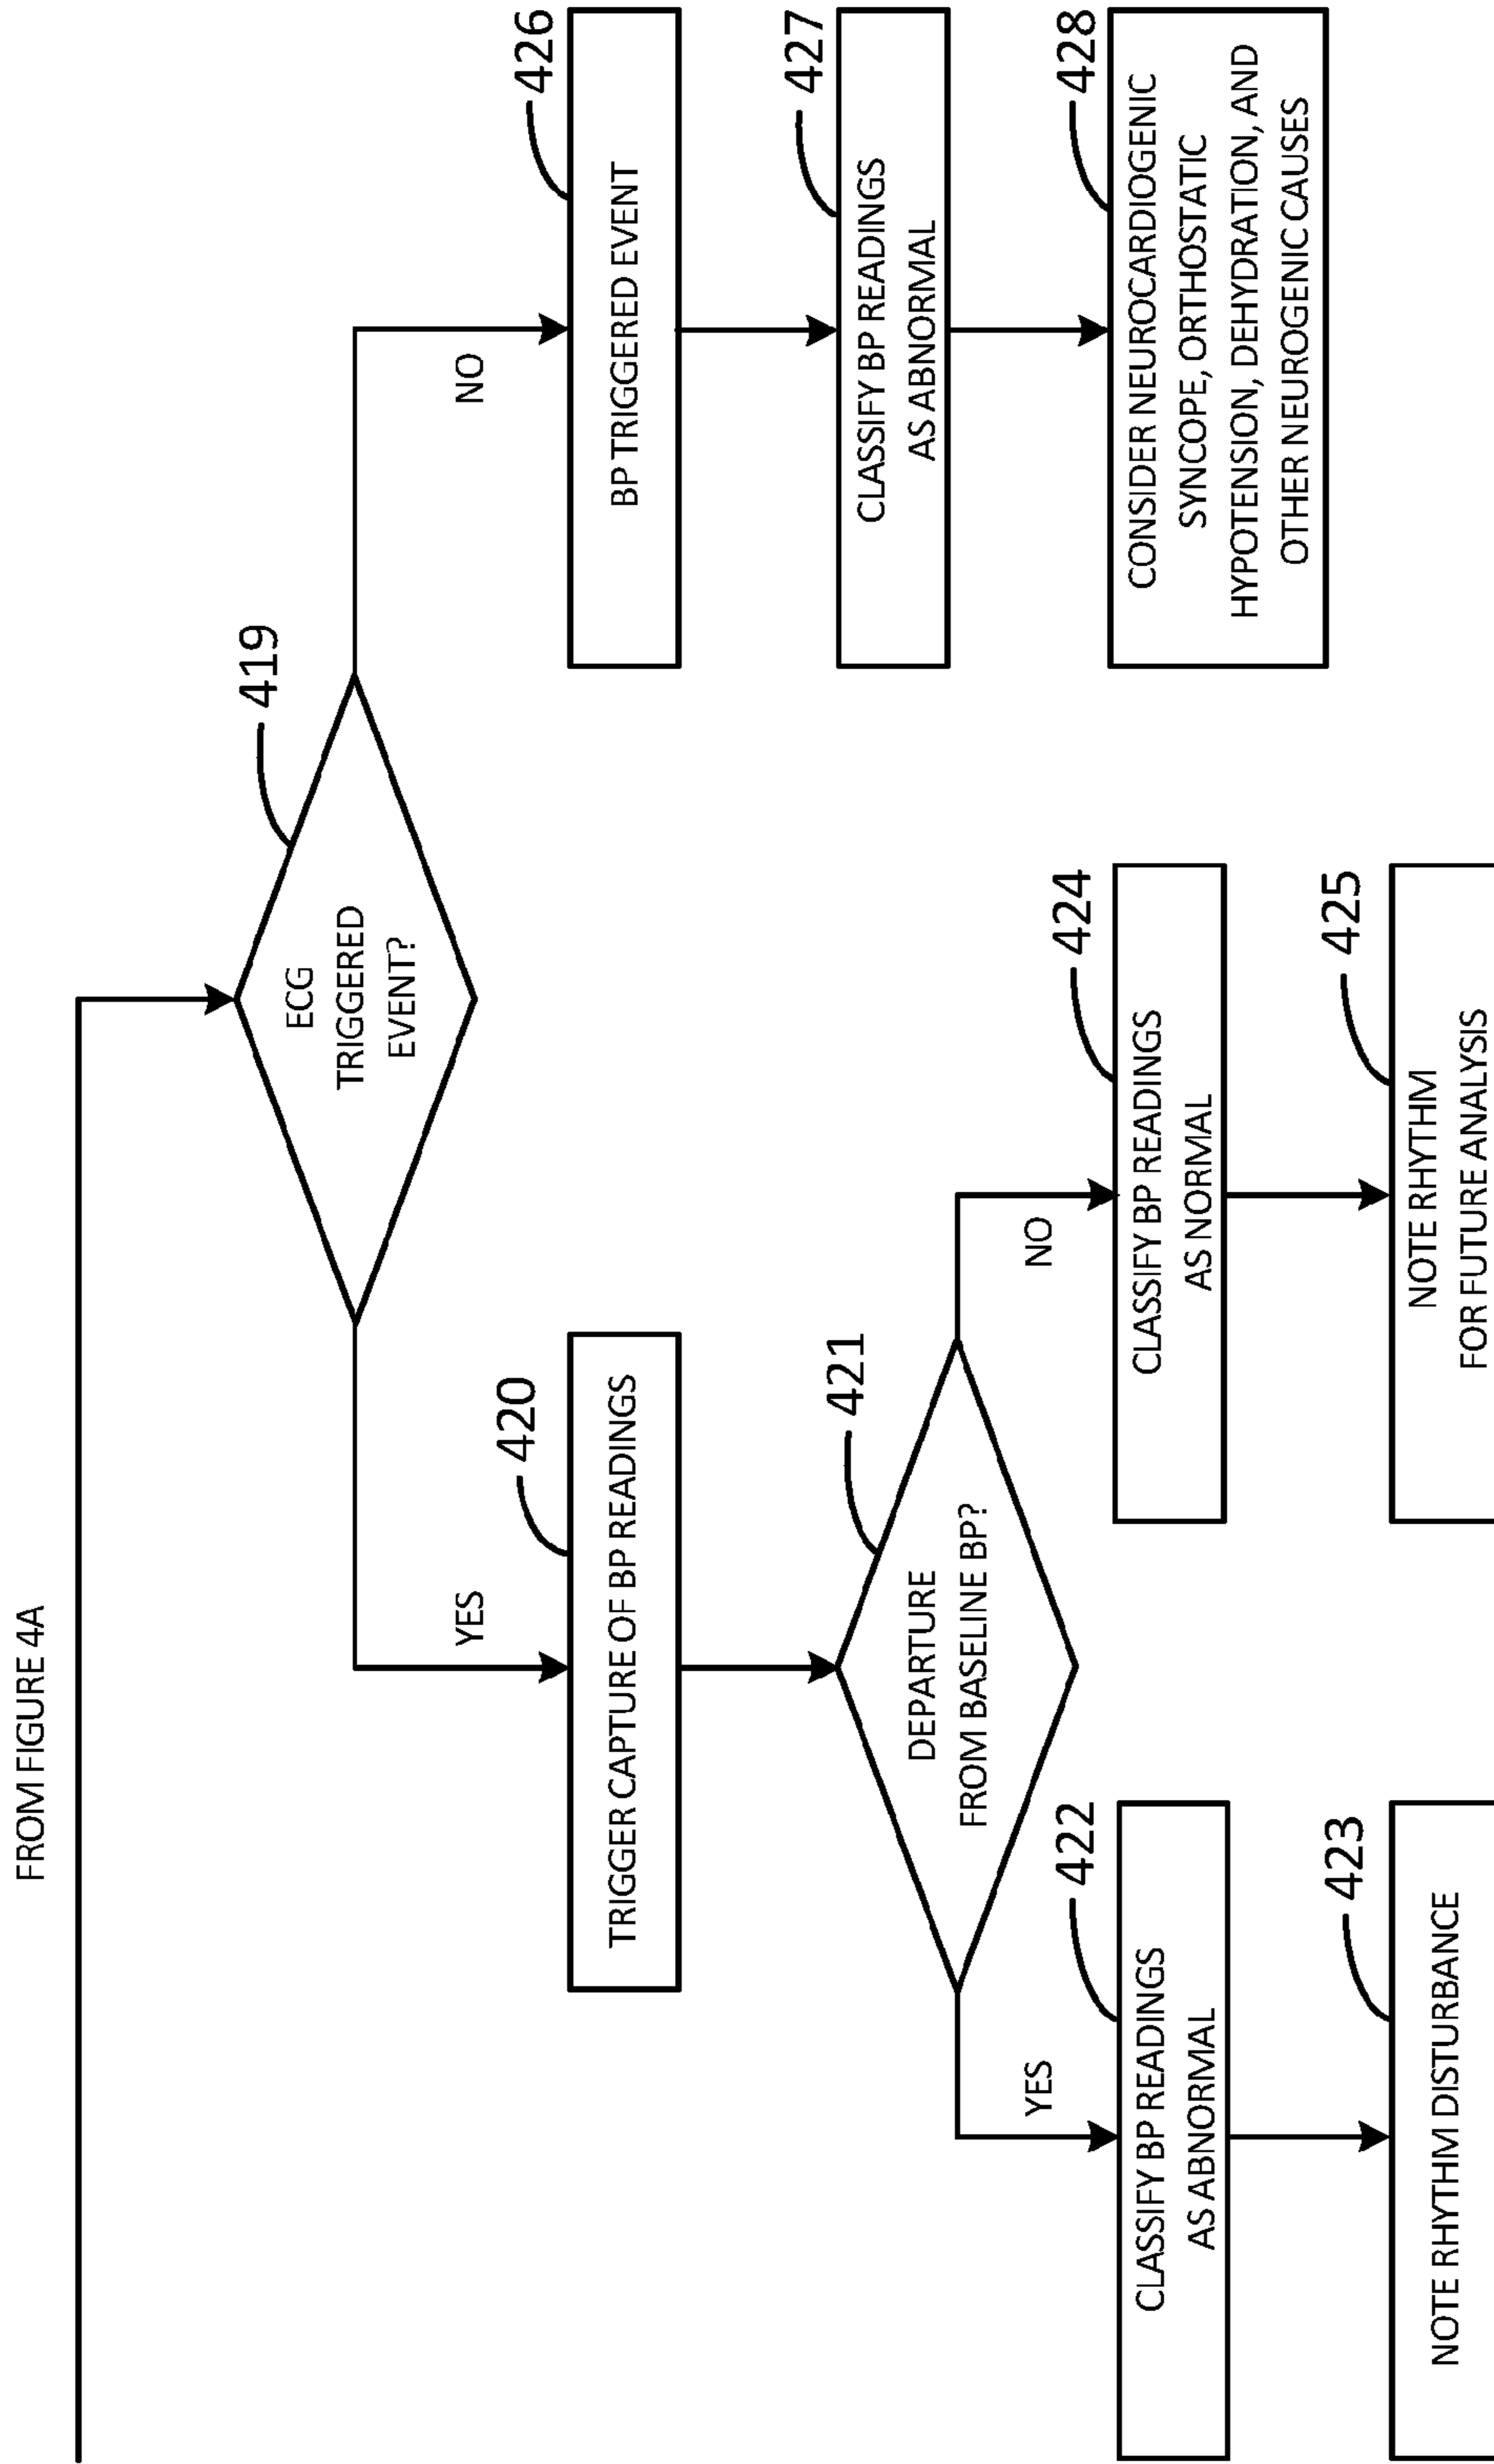 FROM FIGURE 4A
419
ECG
TRIGGERED
EVENT?
YES
NO
420
TRIGGER CAPTURE OF BP READINGS
426
BP TRIGGERED EVENT
421
DEPARTURE
FROM BASELINE BP?
427
CLASSIFY BP READINGS
AS ABNORMAL
YES
NO
422
CLASSIFY BP READINGS
AS ABNORMAL
424
CLASSIFY BP READINGS
AS NORMAL
428
CONSIDER NEUROCARDIOGENIC
SYNCOPE, ORTHOSTATIC
HYPOTENSION, DEHYDRATION, AND
OTHER NEUROGENIC CAUSES
423
NOTE RHYTHM DISTURBANCE
425
NOTE RHYTHM
FOR FUTURE ANALYSIS